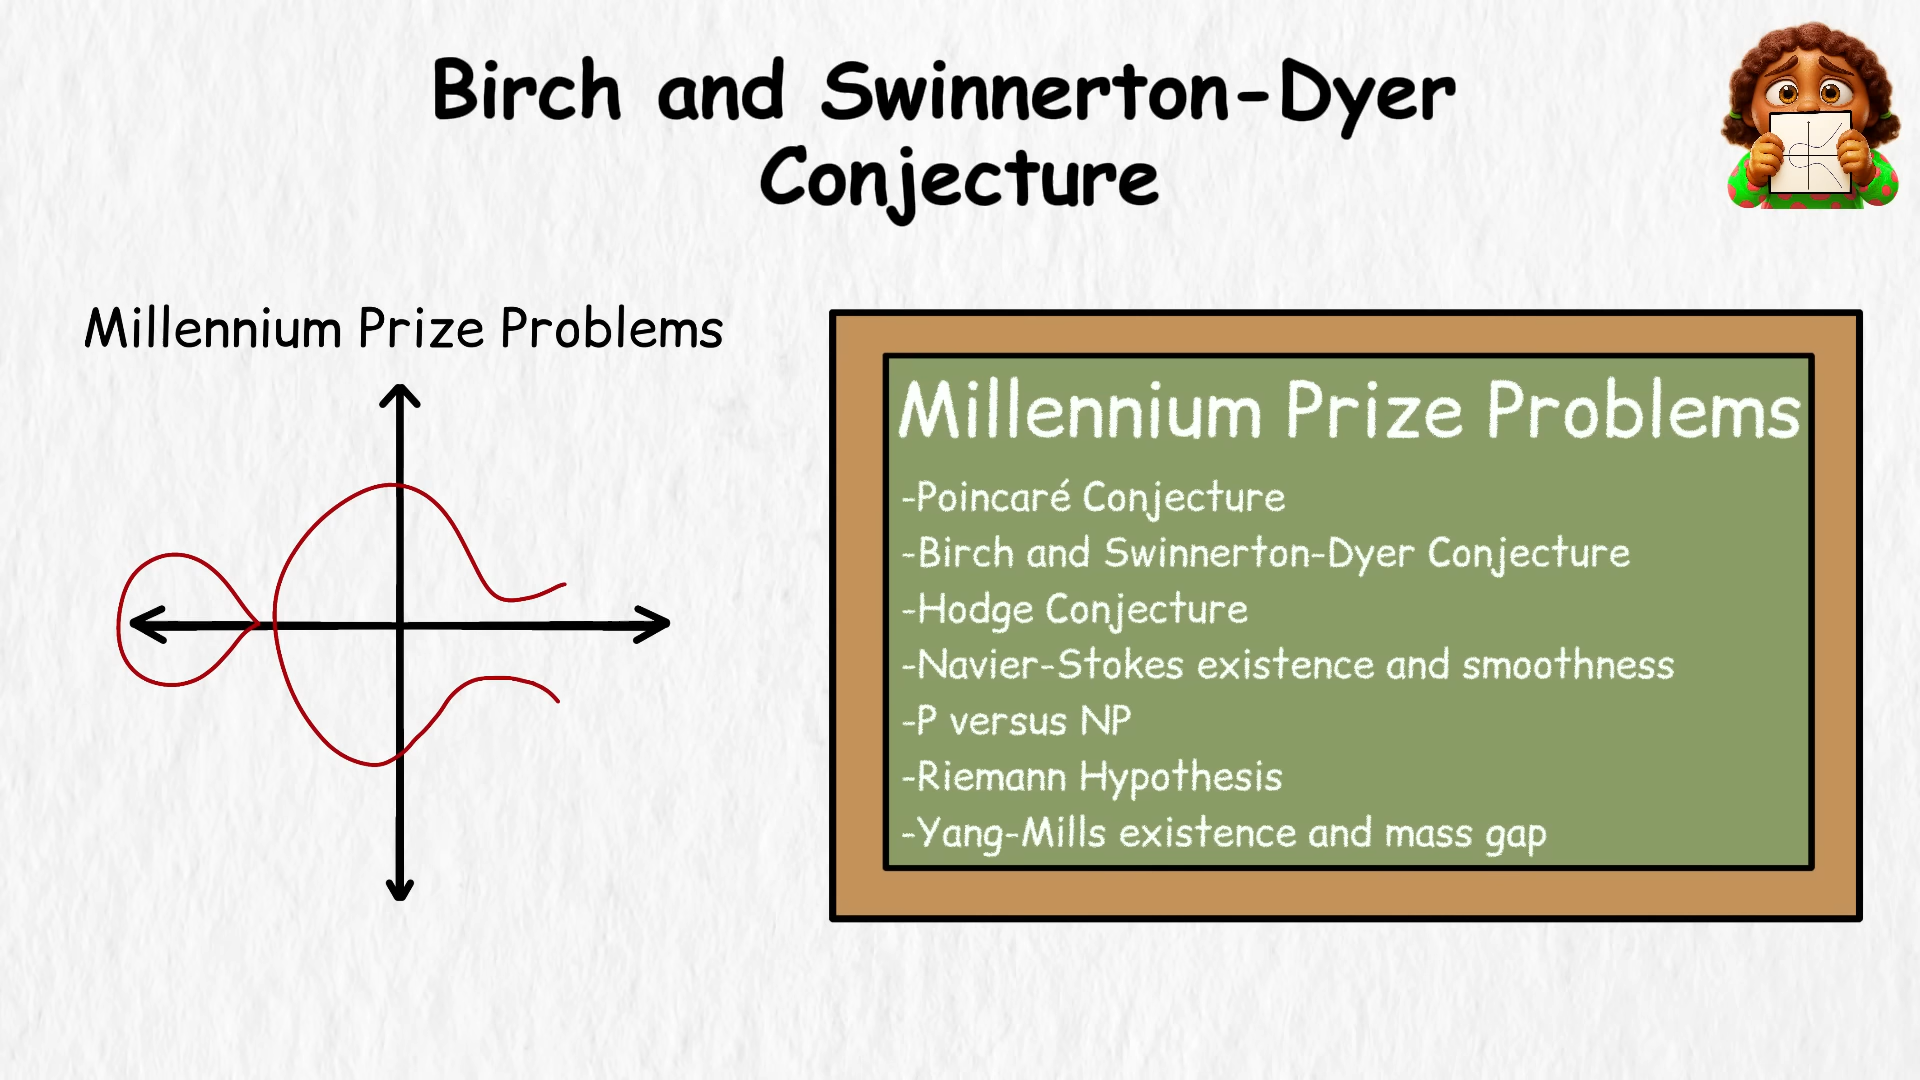 Birch and Swinnerton-Dyer
Conjecture
Millennium Prize Problems
Millennium Prize Problems
-Poincaré Conjecture
-Birch and Swinnerton-Dyer Conjecture
-Hodge Conjecture
-Navier-Stokes existence and smoothness
-P versus NP
-Riemann Hypothesis
-Yang-Mills existence and mass gap